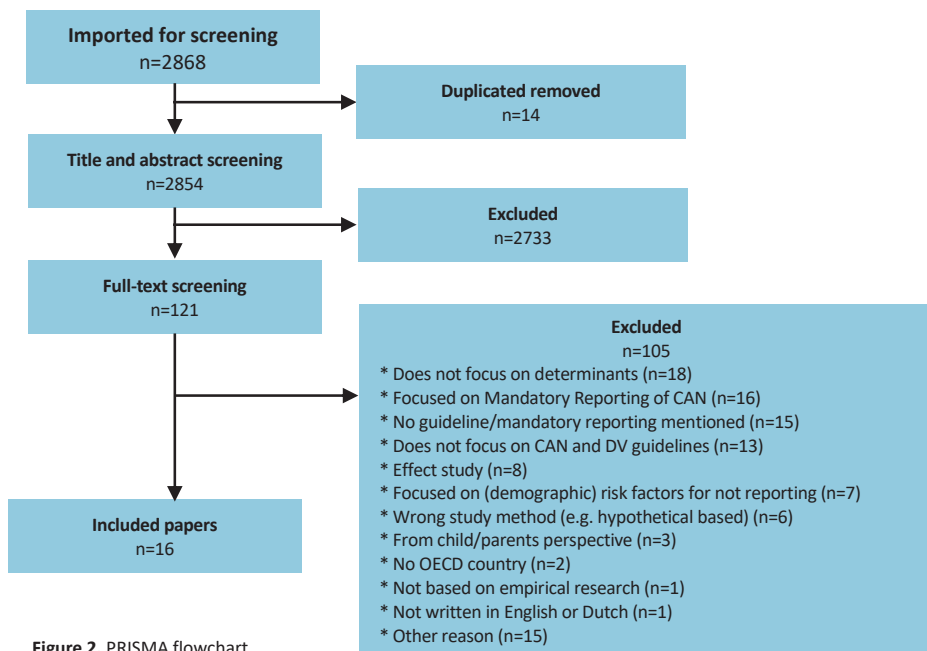 Imported for screening
n=2868
Duplicated removed
n=14
Title and abstract screening
n=2854
Excluded
n=2733
Full-text screening
n=121
Excluded
n=105
* Does not focus on determinants (n=18)
* Focused on Mandatory Reporting of CAN (n=16)
* No guideline/mandatory reporting mentioned (n=15)
* Does not focus on CAN and DV guidelines (n=13)
* Effect study (n=8)
* Focused on (demographic) risk factors for not reporting (n=7)
* Wrong study method (e.g. hypothetical based) (n=6)
* From child/parents perspective (n=3)
* No OECD country (n=2)
* Not based on empirical research (n=1)
* Not written in English or Dutch (n=1)
* Other reason (n=15)
Included papers
n=16
Figure 2. PRISMA flowchart